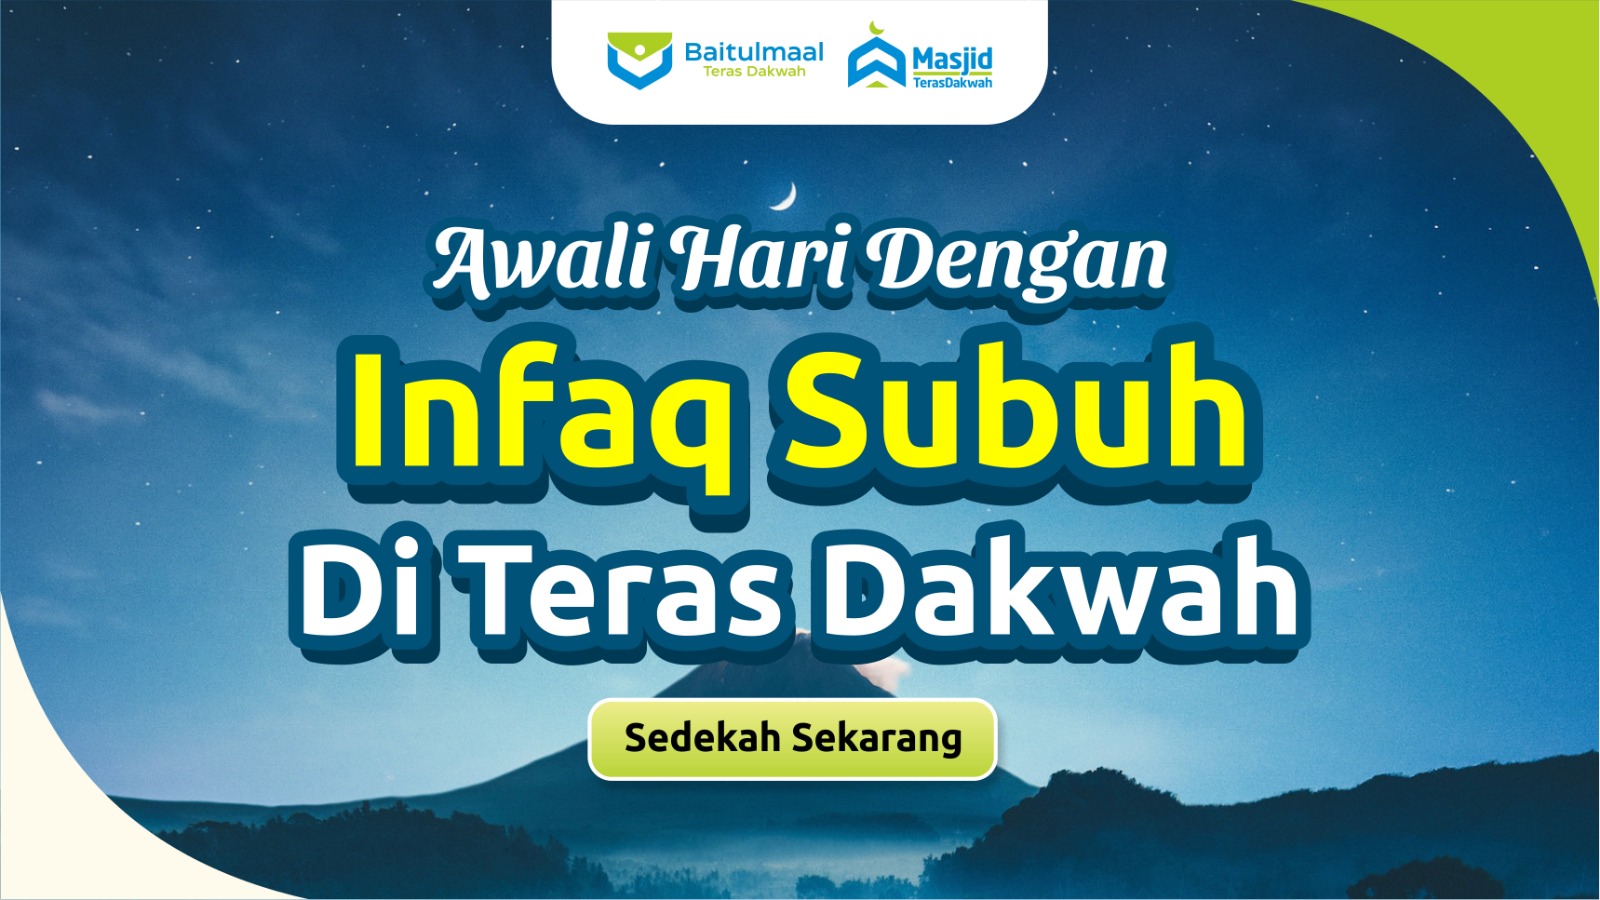 Baitulmaal
Teras Dakwah
Masjid
TerasDakwah
Awali Hari Dengan
Infaq Subuh
Di Teras Dakwah
Sedekah Sekarang